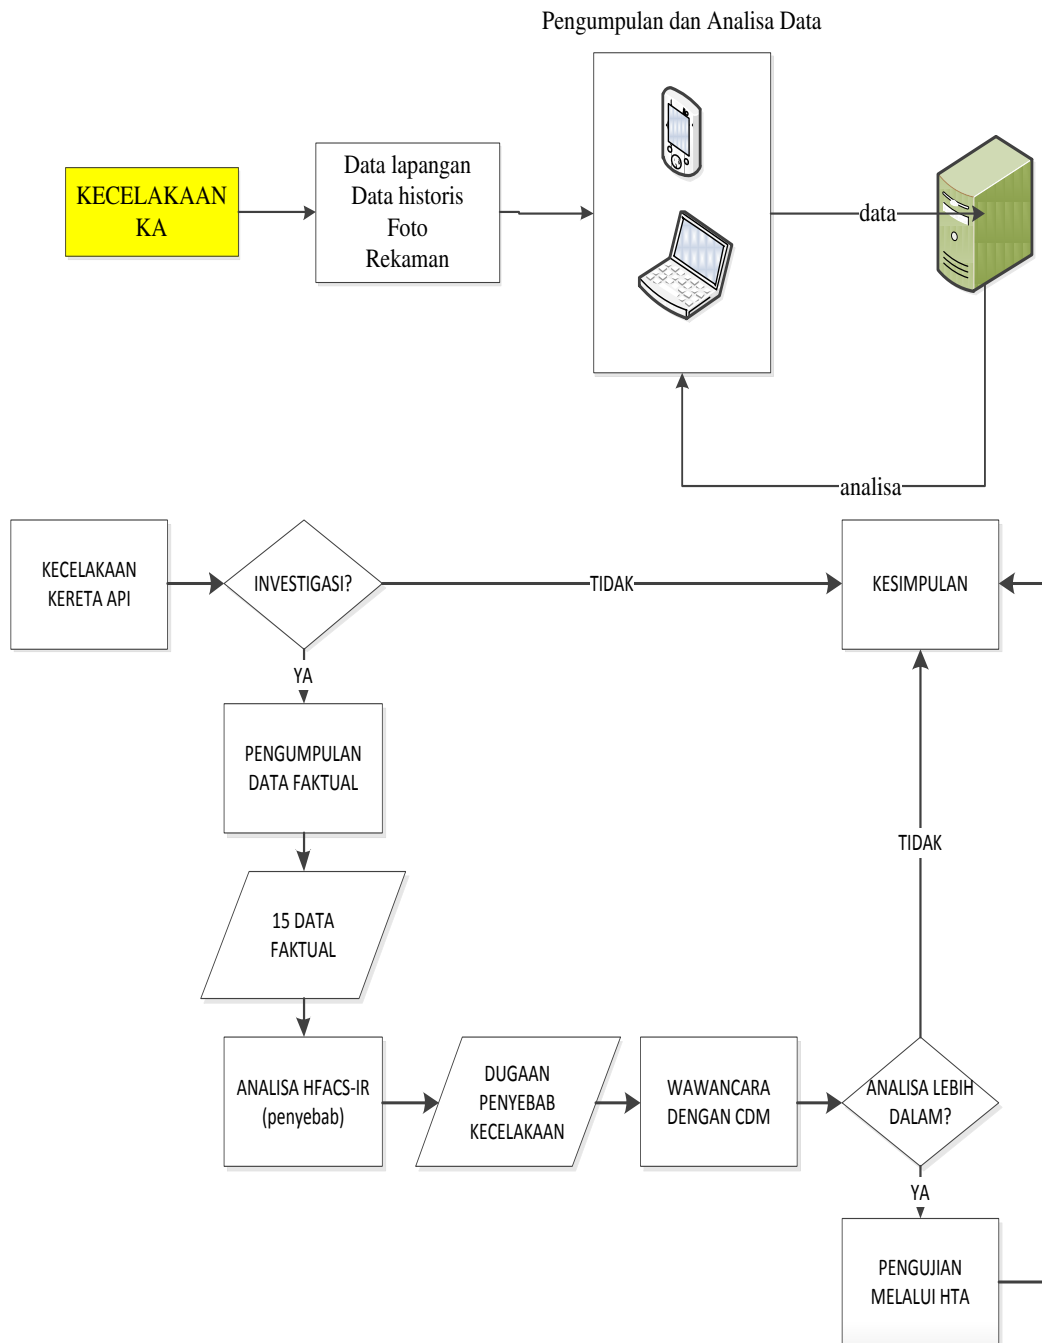 Pengumpulan dan Analisa Data
KECELAKAAN
KA
Data lapangan
Data historis
Foto
Rekaman
data
analisa
KECELAKAAN
KERETA API
INVESTIGASI?
TIDAK
KESIMPULAN
YA
PENGUMPULAN
DATA FAKTUAL
TIDAK
15 DATA
FAKTUAL
ANALISA HFACS-IR
(penyebab)
DUGAAN
PENYEBAB
KECELAKAAN
WAWANCARA
DENGAN CDM
ANALISA LEBIH
DALAM?
YA
PENGUJIAN
MELALUI HTA